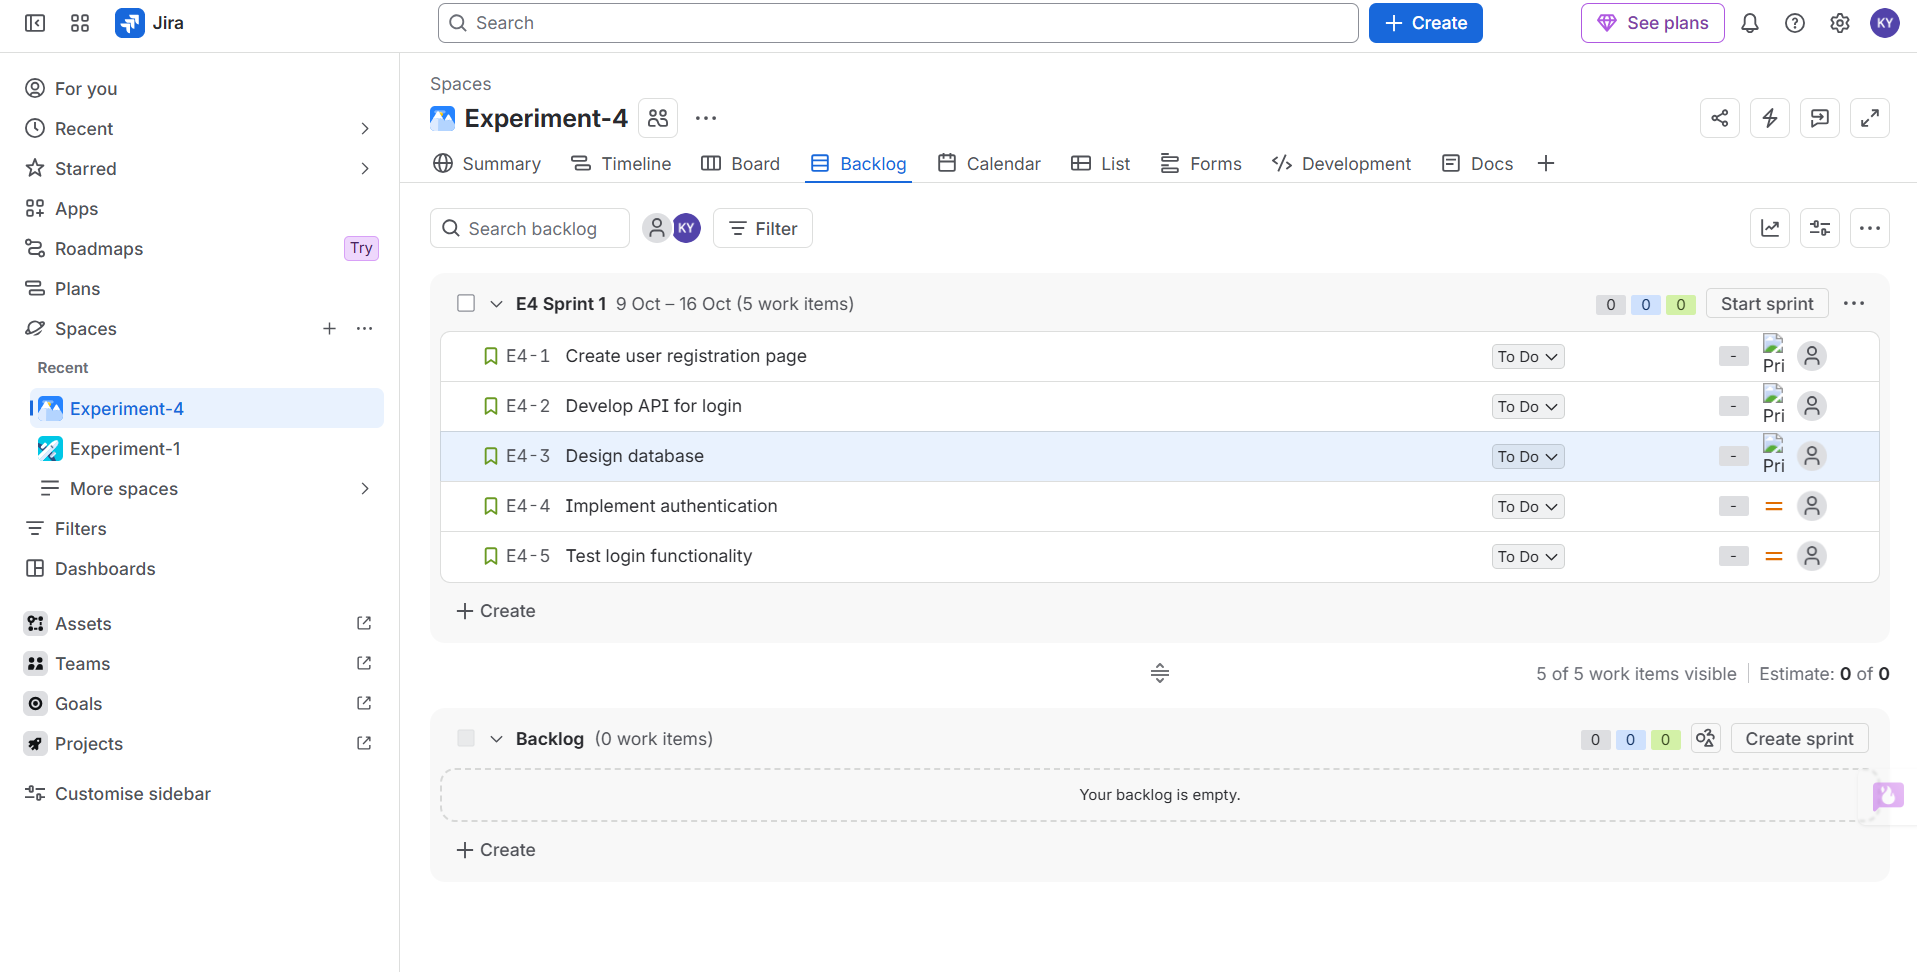 Jira
Search
+ Create
See plans
KY
For you
Recent
Starred
Apps
Roadmaps
Try
Plans
Spaces
Recent
Experiment-4
Experiment-1
More spaces
Filters
Dashboards
Assets
Teams
Goals
Projects
Customise sidebar
Spaces
Experiment-4
Summary
Timeline
Board
Backlog
Calendar
List
Forms
Development
Docs
Search backlog
KY
Filter
E4 Sprint 1 9 Oct – 16 Oct (5 work items)
0 0 0
Start sprint
E4-1 Create user registration page To Do - Pri
E4-2 Develop API for login To Do - Pri
E4-3 Design database To Do - Pri
E4-4 Implement authentication To Do -
E4-5 Test login functionality To Do -
+ Create
5 of 5 work items visible
Estimate: 0 of 0
Backlog (0 work items)
0 0 0
Create sprint
Your backlog is empty.
+ Create